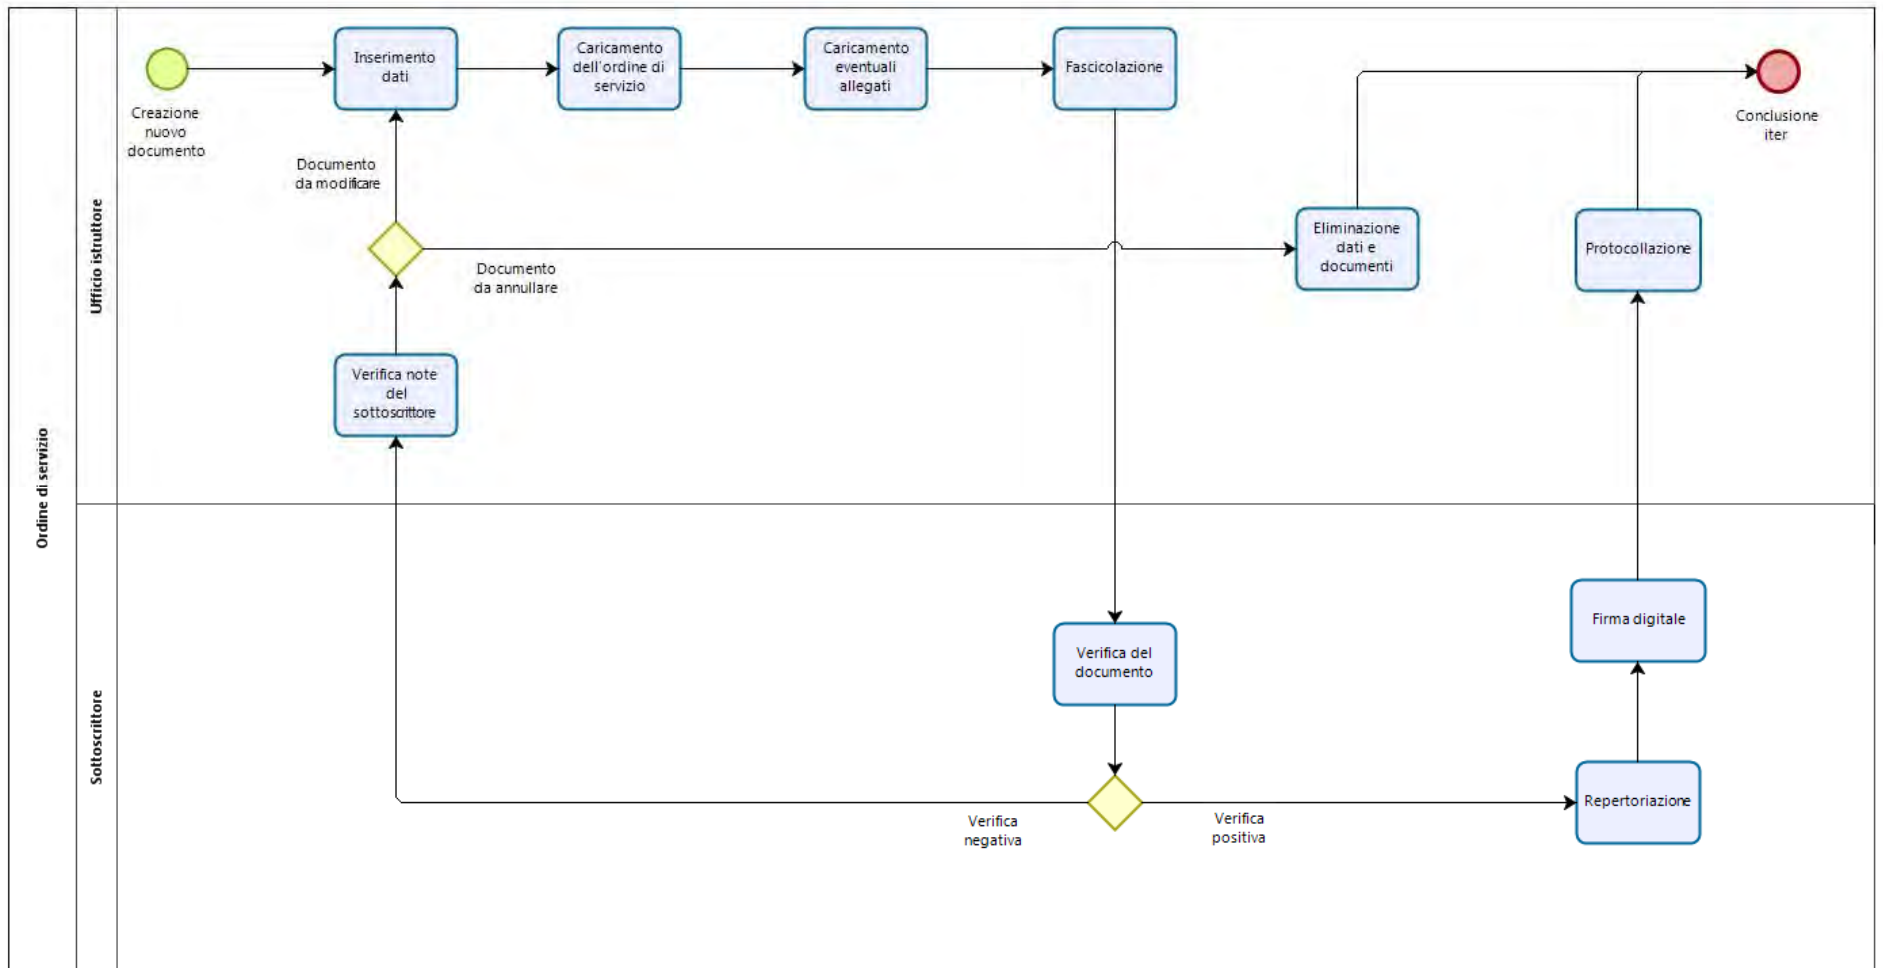 Ordine di servizio
Ufficio istruttore
Creazione
nuovo
documento
Inserimento
dati
Caricamento
dell'ordine di
servizio
Caricamento
eventuali
allegati
Fascicolazione
Conclusione
iter
Documento
da modificare
Documento
da annullare
Eliminazione
dati e
documenti
Protocollazione
Verifica note
del
sottoscrittore
Sottoscrittore
Verifica del
documento
Firma digitale
Verifica
negativa
Verifica
positiva
Repertoriazione